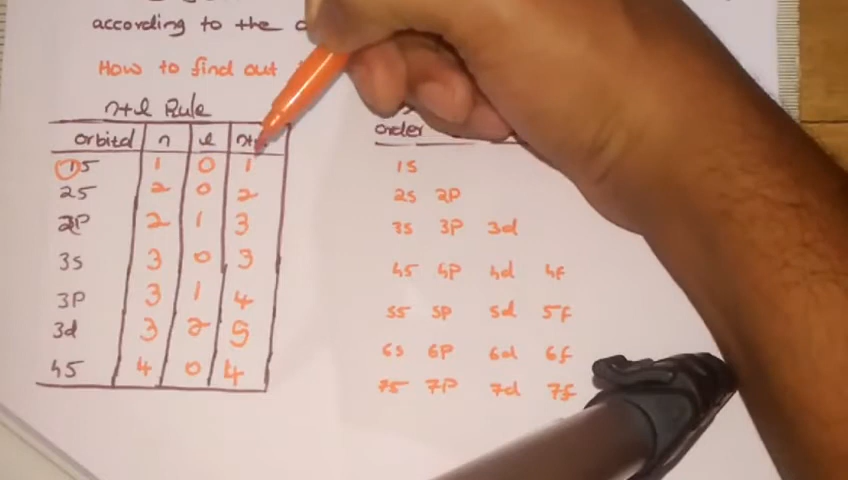 according to the
How to find out
n+l Rule
orbital n l n+
1s 1 0 1
2s 2 0 2
2p 2 1 3
3s 3 0 3
3p 3 1 4
3d 3 2 5
4s 4 0 4
order
1s
2s 2p
3s 3p 3d
4s 4p 4d 4f
5s 5p 5d 5f
6s 6p 6d 6f
7s 7p 7d 7f